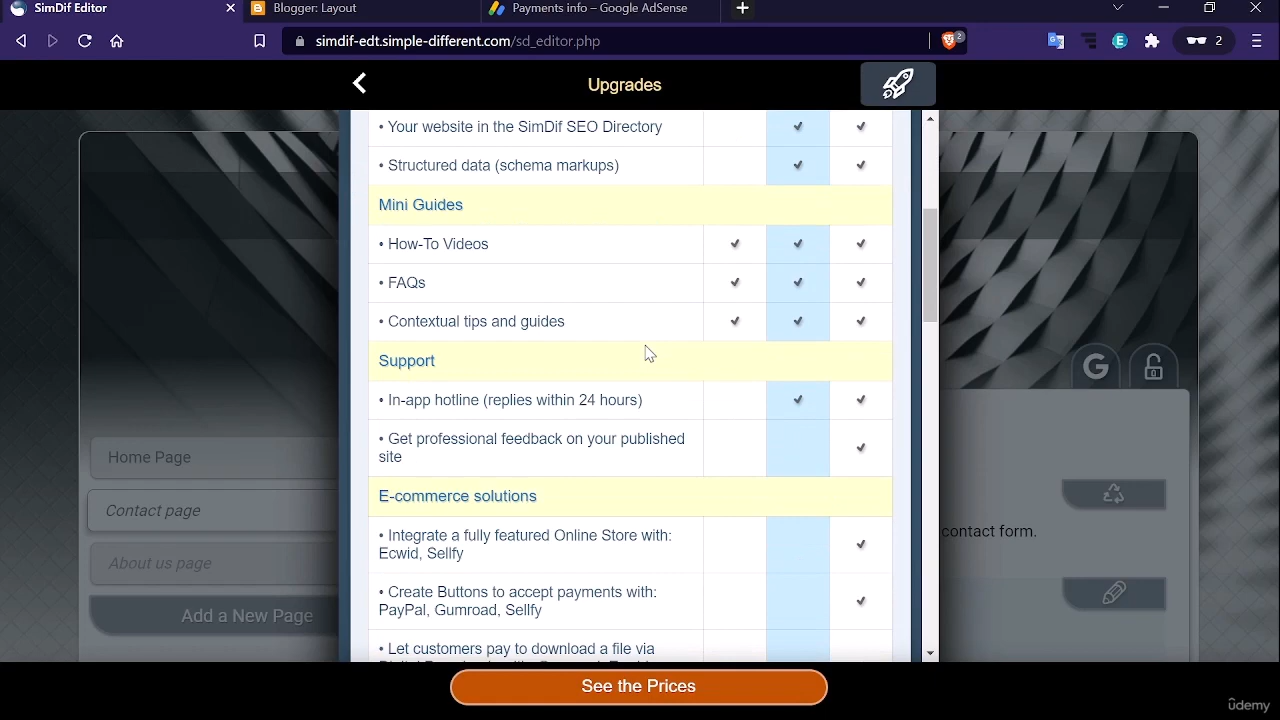 SimDif Editor
Blogger: Layout
Payments info – Google AdSense
simdif-edt.simple-different.com/sd_editor.php
2
E
2
Upgrades
• Your website in the SimDif SEO Directory
• Structured data (schema markups)
Mini Guides
• How-To Videos
• FAQs
• Contextual tips and guides
Support
• In-app hotline (replies within 24 hours)
• Get professional feedback on your published
site
E-commerce solutions
• Integrate a fully featured Online Store with:
Ecwid, Sellfy
• Create Buttons to accept payments with:
PayPal, Gumroad, Sellfy
• Let customers pay to download a file via
Home Page
Contact page
About us page
Add a New Page
G
contact form.
See the Prices
ûdemy